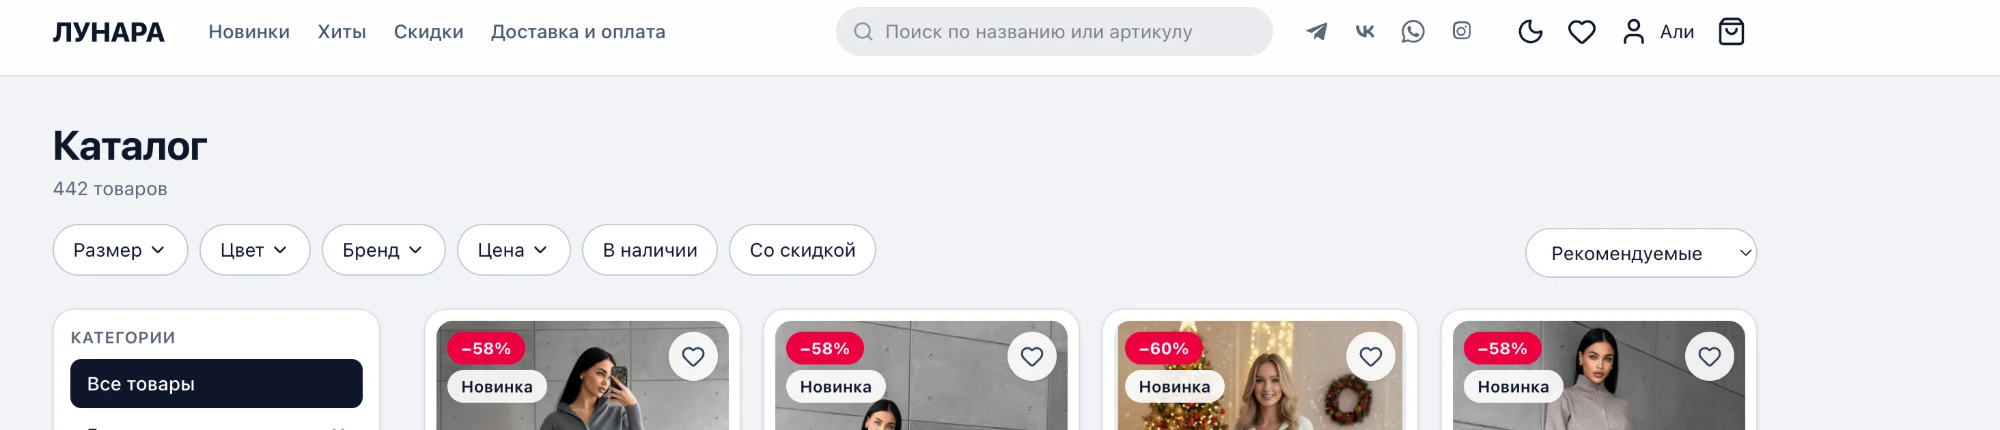 ЛУНАРА Новинки Хиты Скидки Доставка и оплата Поиск по названию или артикулу Али
Каталог
442 товаров
Размер Цвет Бренд Цена В наличии Со скидкой Рекомендуемые
КАТЕГОРИИ
Все товары
−58%
Новинка
−58%
Новинка
−60%
Новинка
−58%
Новинка